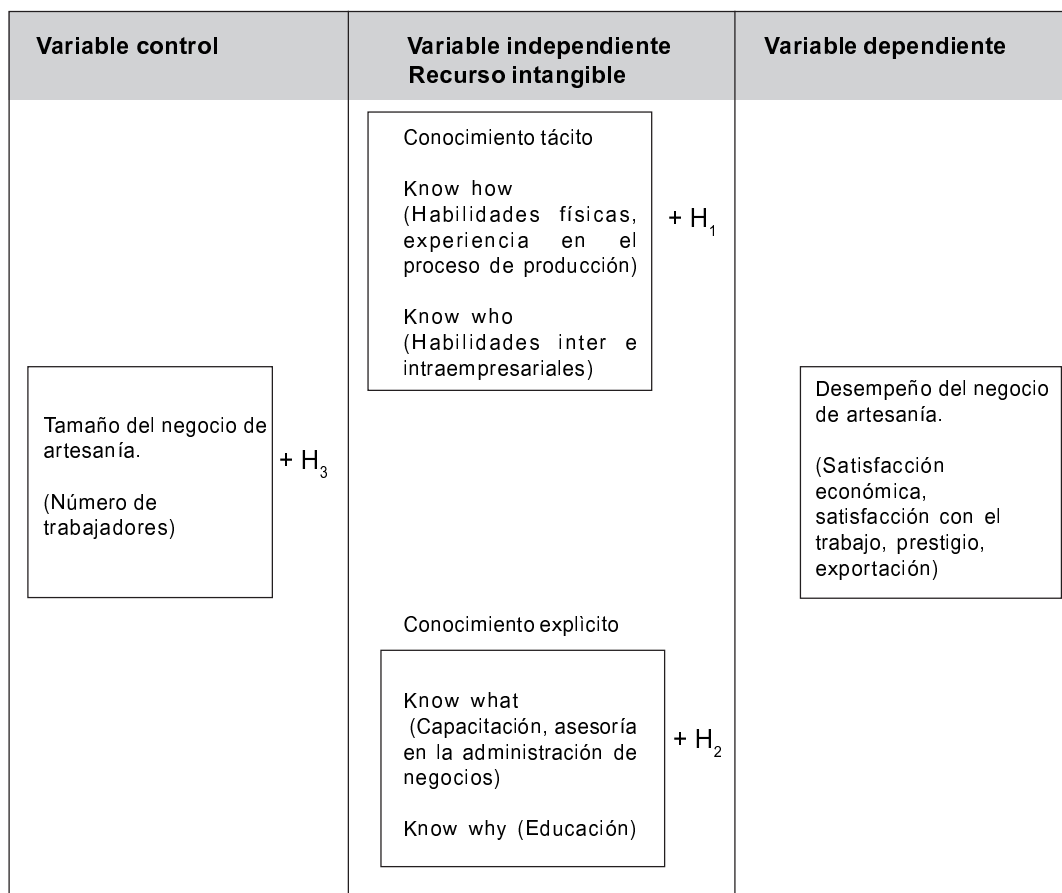 Variable control
Variable independiente
Recurso intangible
Variable dependiente
Tamaño del negocio de
artesanía.
(Número de
trabajadores)
+ H3
Conocimiento tácito
Know how
(Habilidades físicas,
experiencia en el
proceso de producción)
Know who
(Habilidades inter e
intraempresariales)
+ H1
Conocimiento explìcito
Know what
(Capacitación, asesoría
en la administración de
negocios)
Know why (Educación)
+ H2
Desempeño del negocio
de artesanía.
(Satisfacción
económica,
satisfacción con el
trabajo, prestigio,
exportación)